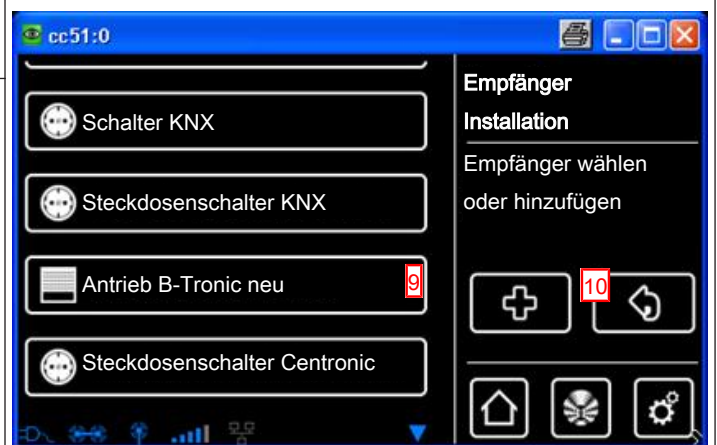 cc51:0
Schalter KNX
Steckdosenschalter KNX
Antrieb B-Tronic neu
9
Steckdosenschalter Centronic
Empfänger
Installation
Empfänger wählen
oder hinzufügen
10